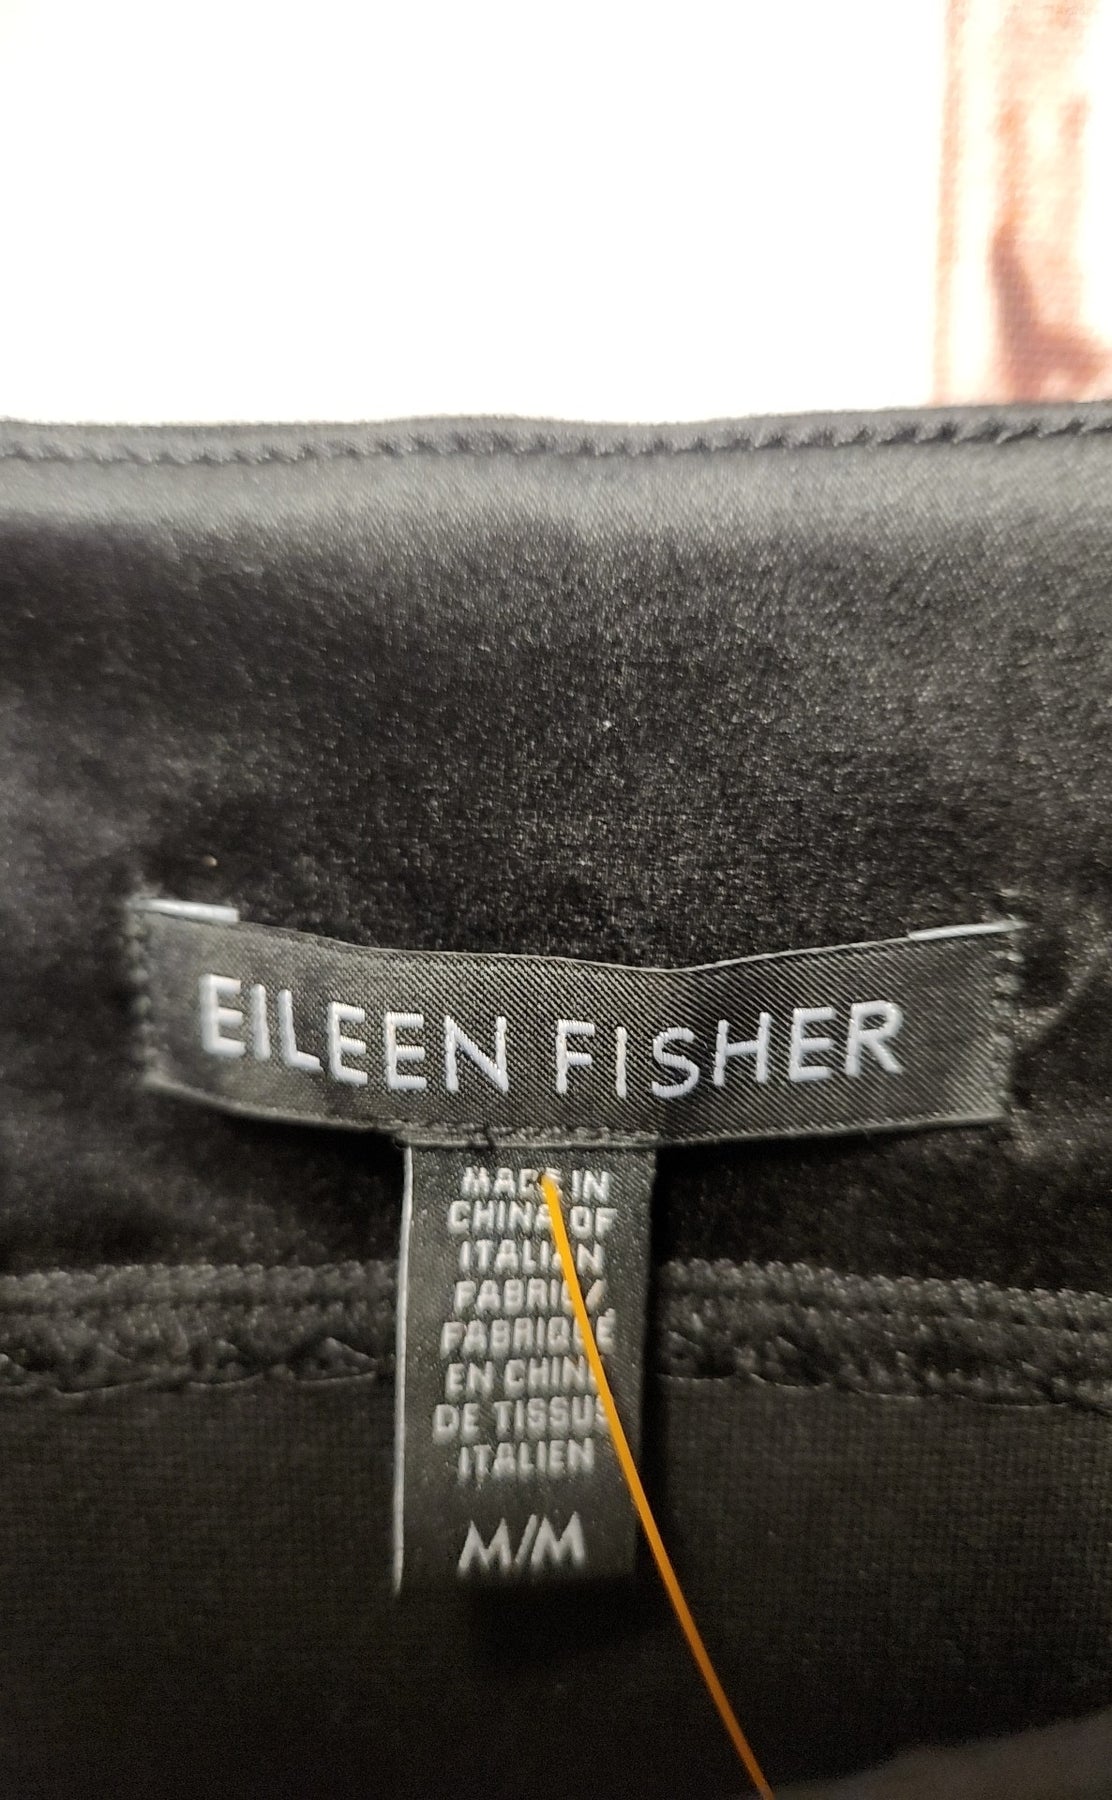 EILEEN FISHER
MADE IN
CHINA OF
ITALIAN
FABRIC/
FABRIQUÉ
EN CHINE
DE TISSUS
ITALIEN
M/M